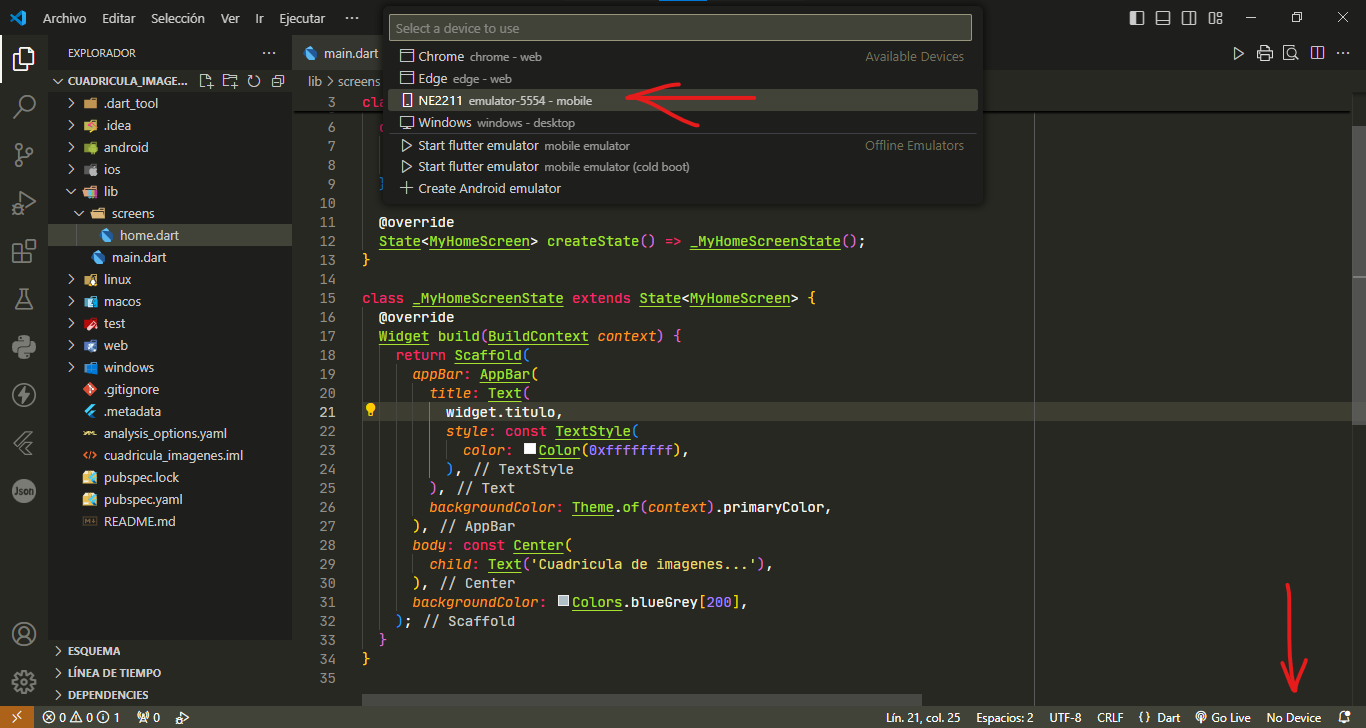 Archivo Editar Selección Ver Ir Ejecutar ···
Select a device to use
Chrome chrome - web Available Devices
Edge edge - web
NE2211 emulator-5554 - mobile
Windows windows - desktop
Start flutter emulator mobile emulator Offline Emulators
Start flutter emulator mobile emulator (cold boot)
Create Android emulator
EXPLORADOR ···
CUADRICULA_IMAGE...
.dart_tool
.idea
android
ios
lib
screens
home.dart
main.dart
linux
macos
test
web
windows
.gitignore
.metadata
analysis_options.yaml
cuadricula_imagenes.iml
pubspec.lock
pubspec.yaml
README.md
ESQUEMA
LÍNEA DE TIEMPO
DEPENDENCIES
main.dart
lib > screens
3 cla
6
7
8
9 }
10
11 @override
12 State<MyHomeScreen> createState() => _MyHomeScreenState();
13 }
14
15 class _MyHomeScreenState extends State<MyHomeScreen> {
16 @override
17 Widget build(BuildContext context) {
18 return Scaffold(
19 appBar: AppBar(
20 title: Text(
21 widget.titulo,
22 style: const TextStyle(
23 color: Color(0xffffffff),
24 ), // TextStyle
25 ), // Text
26 backgroundColor: Theme.of(context).primaryColor,
27 ), // AppBar
28 body: const Center(
29 child: Text('Cuadricula de imagenes...'),
30 ), // Center
31 backgroundColor: Colors.blueGrey[200],
32 ); // Scaffold
33 }
34 }
35
Json
0 0 1 0 Lín. 21, col. 25 Espacios: 2 UTF-8 CRLF {} Dart Go Live No Device